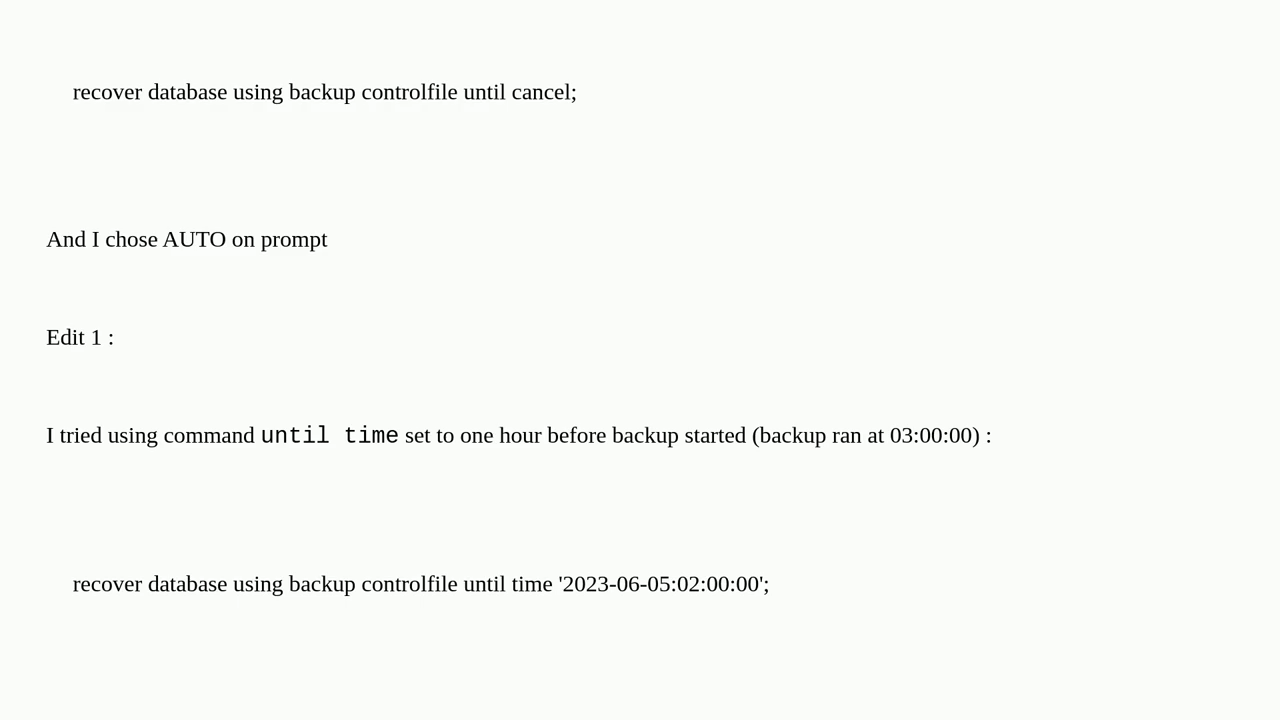 recover database using backup controlfile until cancel;
And I chose AUTO on prompt
Edit 1 :
I tried using command until time set to one hour before backup started (backup ran at 03:00:00) :
recover database using backup controlfile until time '2023-06-05:02:00:00';